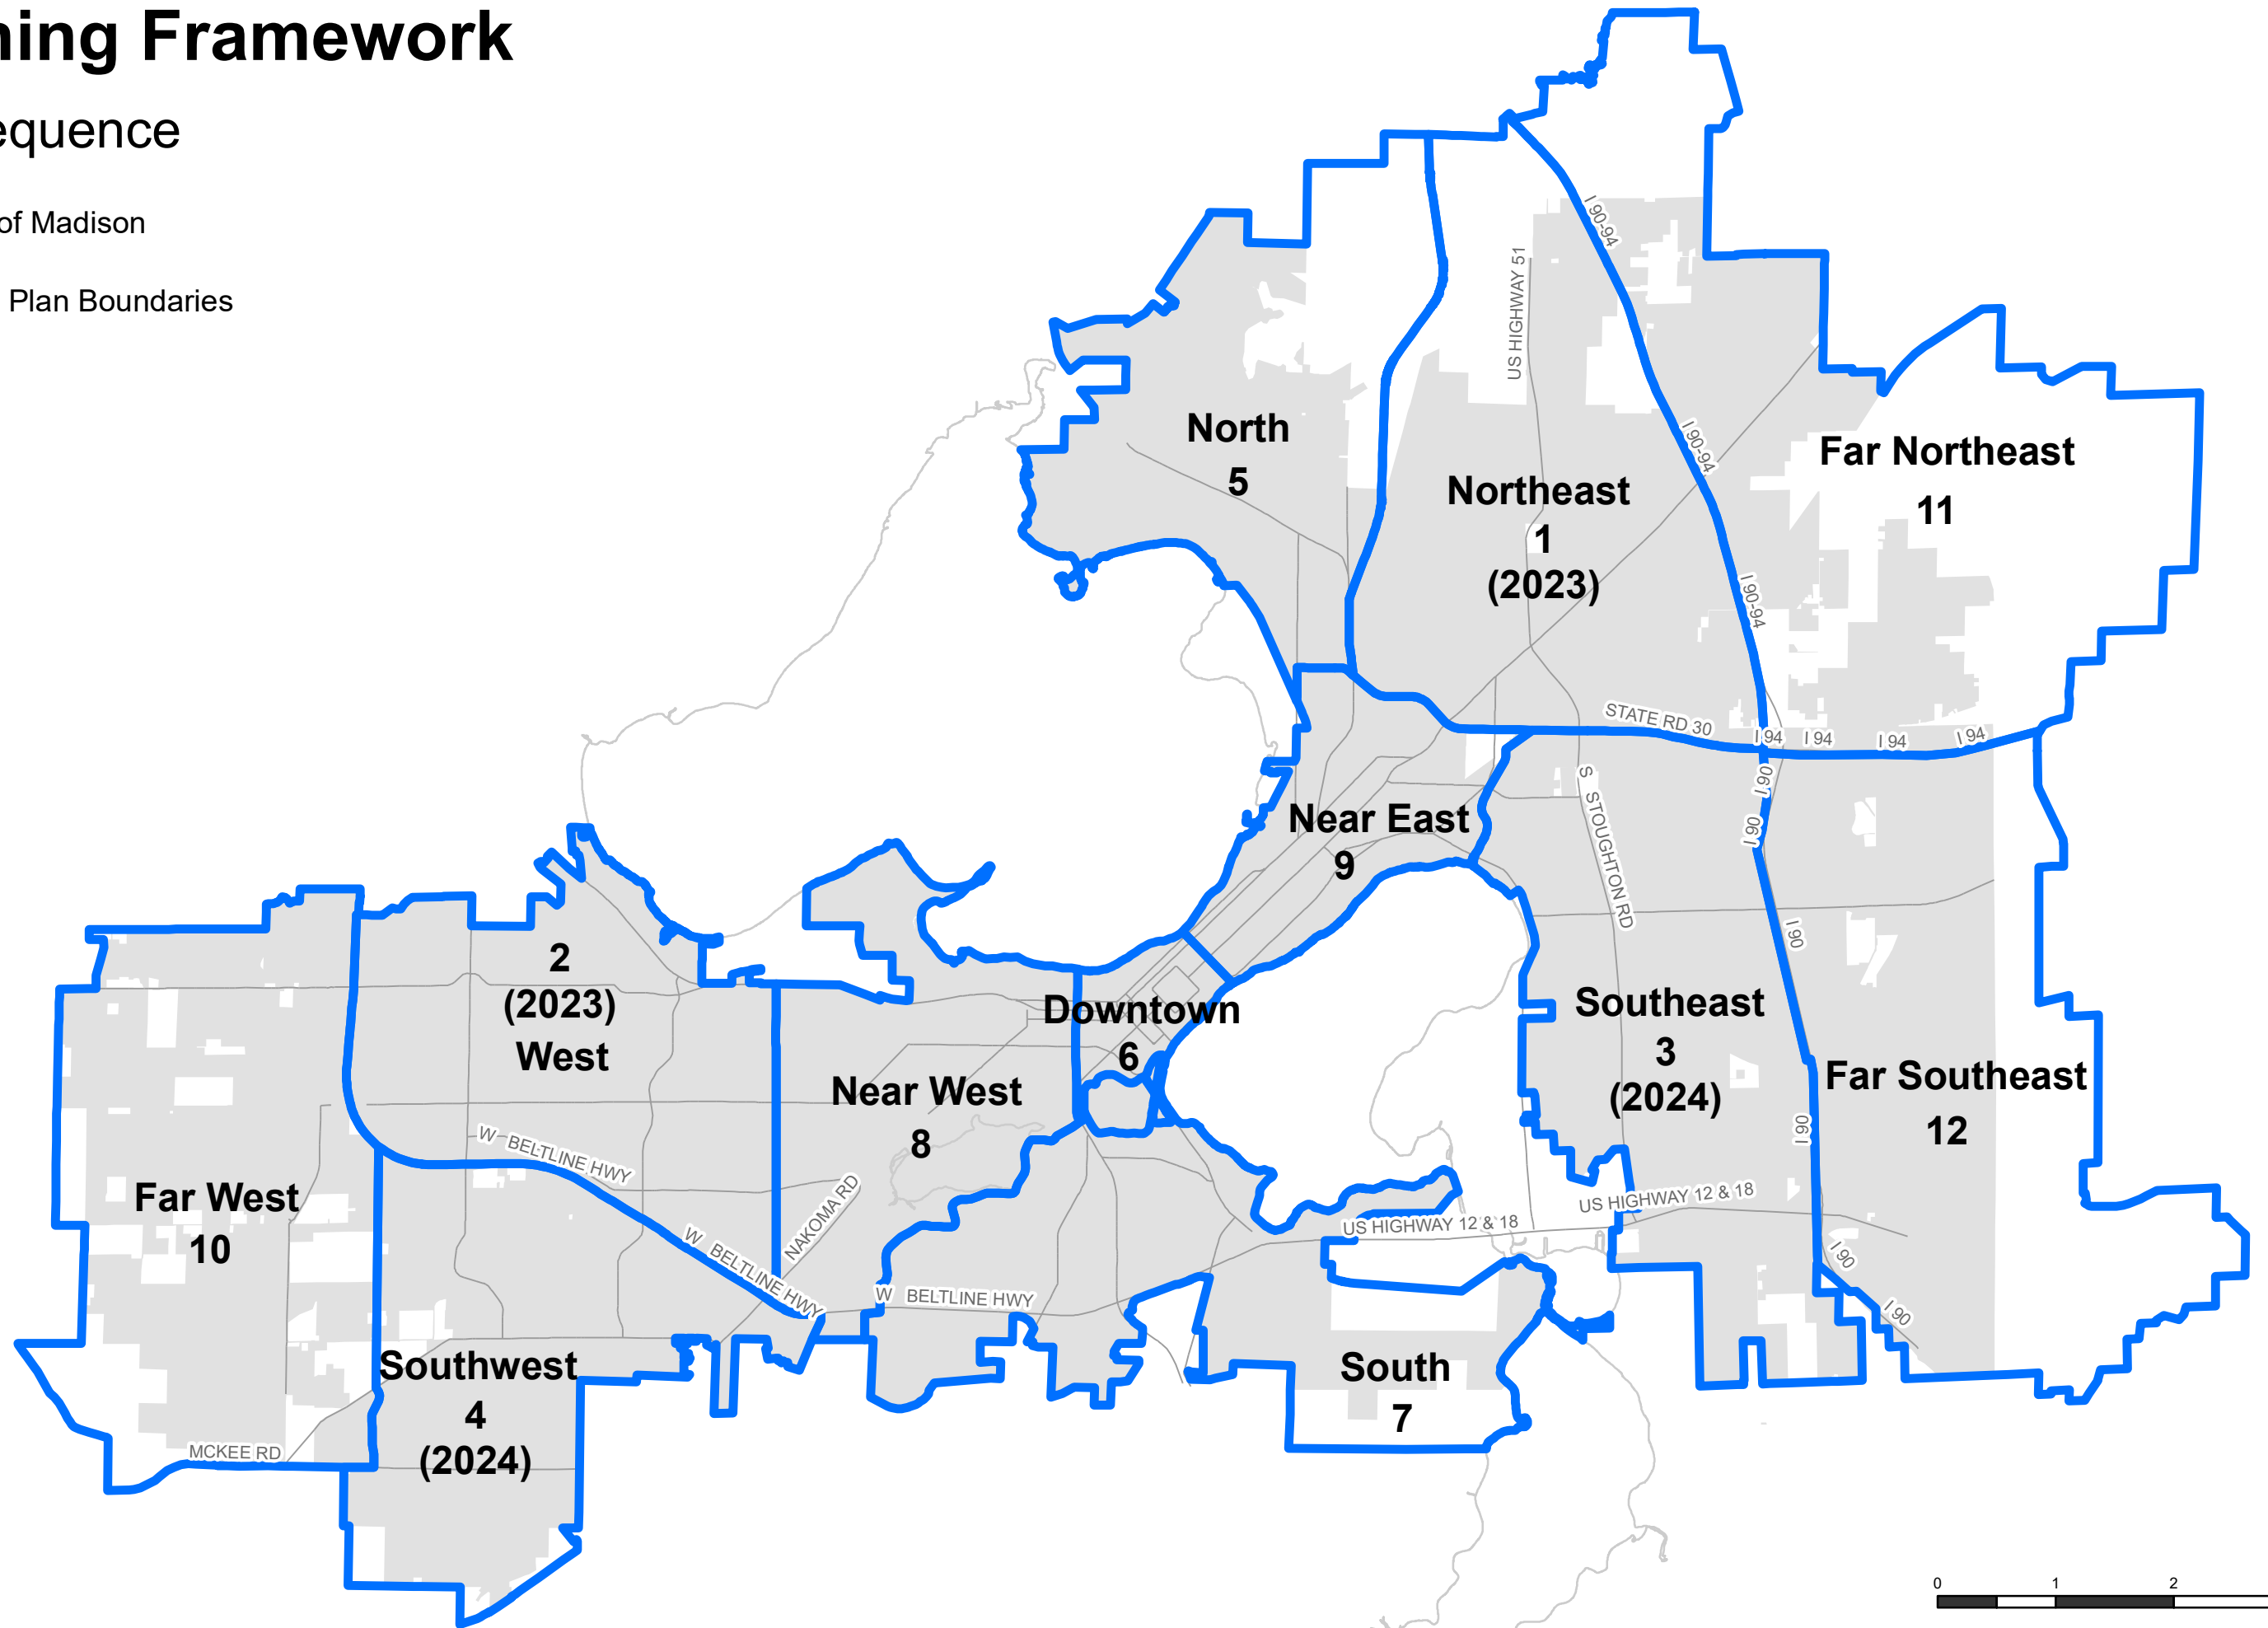 ning Framework
equence
of Madison
Plan Boundaries
I 90-94
US HIGHWAY 51
North
5
I 90-94
Far Northeast
11
Northeast
1
(2023)
I 90-94
STATE RD 30
I 94
I 94
I 94
I 94
I 90
S STOUGHTON RD
Near East
9
I 90
I 90
2
(2023)
West
Downtown
6
Southeast
3
(2024)
Near West
8
Far Southeast
12
I 90
W BELTLINE HWY
Far West
10
NAKOMA RD
US HIGHWAY 12 & 18
US HIGHWAY 12 & 18
W BELTLINE HWY
W BELTLINE HWY
I 90
I 90
Southwest
4
(2024)
South
7
MCKEE RD
0 1 2